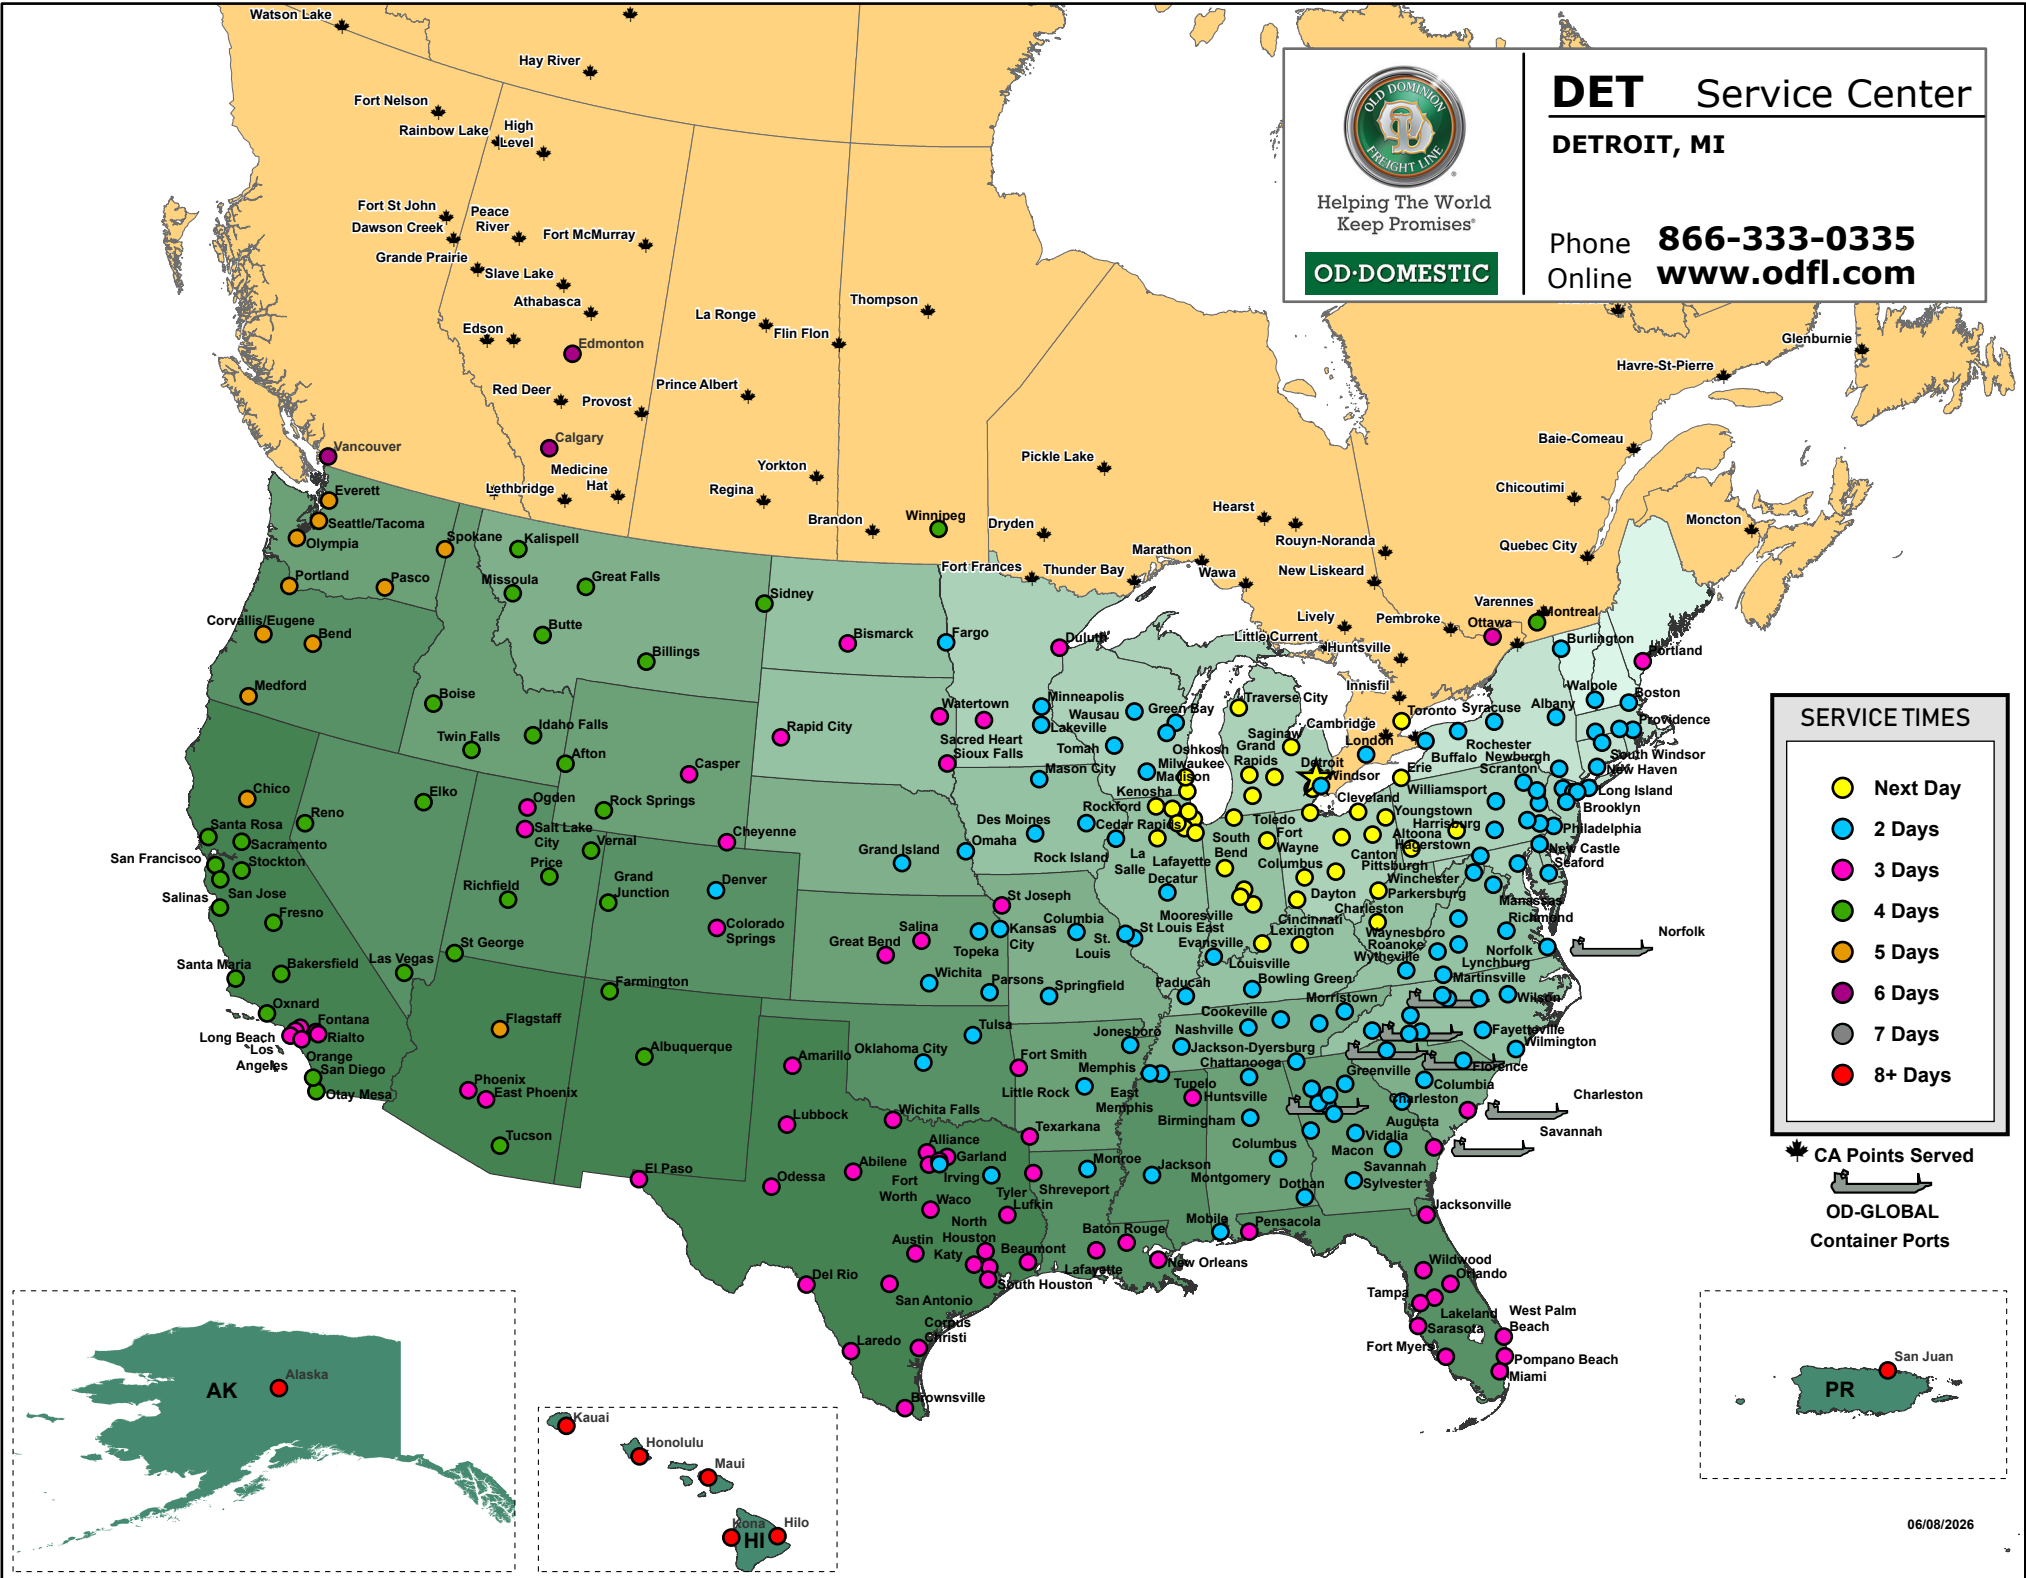 Watson Lake
Hay River
Fort Nelson
Rainbow Lake
High
Level
Fort St John
Dawson Creek
Peace
River
Fort McMurray
Grande Prairie
Slave Lake
Athabasca
Edson
Edmonton
La Ronge
Flin Flon
Thompson
Red Deer
Provost
Prince Albert
Calgary
Vancouver
Medicine
Hat
Lethbridge
Yorkton
Regina
Brandon
Winnipeg
Dryden
Pickle Lake
Fort Frances
Thunder Bay
Marathon
Wawa
Hearst
Rouyn-Noranda
New Liskeard
Lively
Pembroke
Little Current
Huntsville
Innisfil
Toronto
Cambridge
London
Windsor
Varennes
Montreal
Ottawa
Quebec City
Chicoutimi
Baie-Comeau
Havre-St-Pierre
Glenburnie
Moncton
OLD DOMINION
FREIGHT LINE
Helping The World
Keep Promises®
OD·DOMESTIC
DET Service Center
DETROIT, MI
Phone 866-333-0335
Online www.odfl.com
Everett
Seattle/Tacoma
Olympia
Spokane
Portland
Pasco
Corvallis/Eugene
Bend
Medford
Kalispell
Missoula
Great Falls
Butte
Billings
Sidney
Boise
Idaho Falls
Twin Falls
Afton
Bismarck
Fargo
Duluth
Watertown
Sacred Heart
Sioux Falls
Rapid City
Casper
Rock Springs
Cheyenne
Chico
Reno
Elko
Ogden
Salt Lake
City
Vernal
Price
Richfield
Grand
Junction
St George
Santa Rosa
Sacramento
San Francisco
Stockton
San Jose
Salinas
Fresno
Santa Maria
Bakersfield
Las Vegas
Oxnard
Fontana
Rialto
Long Beach
Los
Angeles
Orange
San Diego
Otay Mesa
Flagstaff
Phoenix
East Phoenix
Tucson
Farmington
Albuquerque
El Paso
Denver
Colorado
Springs
Grand Island
Omaha
Great Bend
Salina
Topeka
Kansas
City
St Joseph
Wichita
Parsons
Springfield
Columbia
St.
Louis
St Louis East
Minneapolis
Lakeville
Wausau
Green Bay
Tomah
Oshkosh
Mason City
Milwaukee
Madison
Kenosha
Rockford
Des Moines
Cedar Rapids
Rock Island
La
Salle
Lafayette
Decatur
Mooresville
Evansville
Traverse City
Saginaw
Grand
Rapids
Detroit
South
Bend
Toledo
Fort
Wayne
Columbus
Cleveland
Youngstown
Canton
Pittsburgh
Altoona
Erie
Dayton
Cincinnati
Lexington
Louisville
Bowling Green
Paducah
Charleston
Parkersburg
Winchester
Hagerstown
Harrisburg
Williamsport
Buffalo
Rochester
Syracuse
Albany
Burlington
Portland
Walpole
Boston
Providence
South Windsor
New Haven
Newburgh
Scranton
Long Island
Brooklyn
Philadelphia
New Castle
Seaford
Manassas
Richmond
Waynesboro
Roanoke
Wytheville
Norfolk
Lynchburg
Martinsville
Norfolk
Wilson
Fayetteville
Wilmington
Florence
Morristown
Cookeville
Nashville
Jackson-Dyersburg
Chattanooga
Greenville
Columbia
Charleston
Charleston
Savannah
Augusta
Vidalia
Macon
Savannah
Sylvester
Jonesboro
Memphis
East
Memphis
Tupelo
Huntsville
Birmingham
Columbus
Montgomery
Dothan
Mobile
Pensacola
Jackson
Monroe
Shreveport
Baton Rouge
Lafayette
New Orleans
Tulsa
Oklahoma City
Fort Smith
Little Rock
Texarkana
Amarillo
Lubbock
Wichita Falls
Alliance
Garland
Abilene
Fort
Worth
Irving
Odessa
Tyler
Lufkin
Waco
North
Houston
Austin
Katy
Beaumont
South Houston
Del Rio
San Antonio
Corpus
Christi
Laredo
Brownsville
Jacksonville
Wildwood
Orlando
Tampa
Lakeland
Sarasota
Fort Myers
West Palm
Beach
Pompano Beach
Miami
SERVICE TIMES
Next Day
2 Days
3 Days
4 Days
5 Days
6 Days
7 Days
8+ Days
CA Points Served
OD-GLOBAL
Container Ports
AK
Alaska
Kauai
Honolulu
Maui
Kona
HI
Hilo
San Juan
PR
06/08/2026